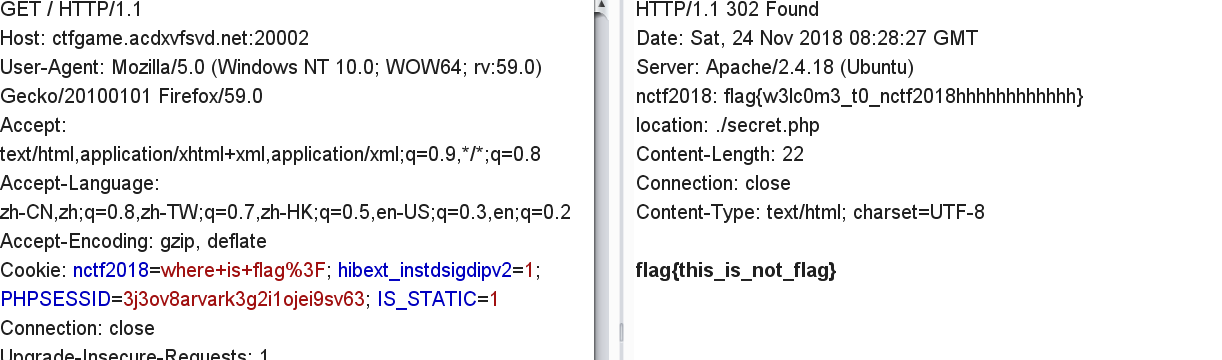 GET / HTTP/1.1
Host: ctfgame.acdxvfsvd.net:20002
User-Agent: Mozilla/5.0 (Windows NT 10.0; WOW64; rv:59.0)
Gecko/20100101 Firefox/59.0
Accept:
text/html,application/xhtml+xml,application/xml;q=0.9,*/*;q=0.8
Accept-Language:
zh-CN,zh;q=0.8,zh-TW;q=0.7,zh-HK;q=0.5,en-US;q=0.3,en;q=0.2
Accept-Encoding: gzip, deflate
Cookie: nctf2018=where+is+flag%3F; hibext_instdsigdipv2=1;
PHPSESSID=3j3ov8arvark3g2i1ojei9sv63; IS_STATIC=1
Connection: close
Upgrade-Insecure-Requests: 1
HTTP/1.1 302 Found
Date: Sat, 24 Nov 2018 08:28:27 GMT
Server: Apache/2.4.18 (Ubuntu)
nctf2018: flag{w3lc0m3_t0_nctf2018hhhhhhhhhhhh}
location: ./secret.php
Content-Length: 22
Connection: close
Content-Type: text/html; charset=UTF-8
flag{this_is_not_flag}